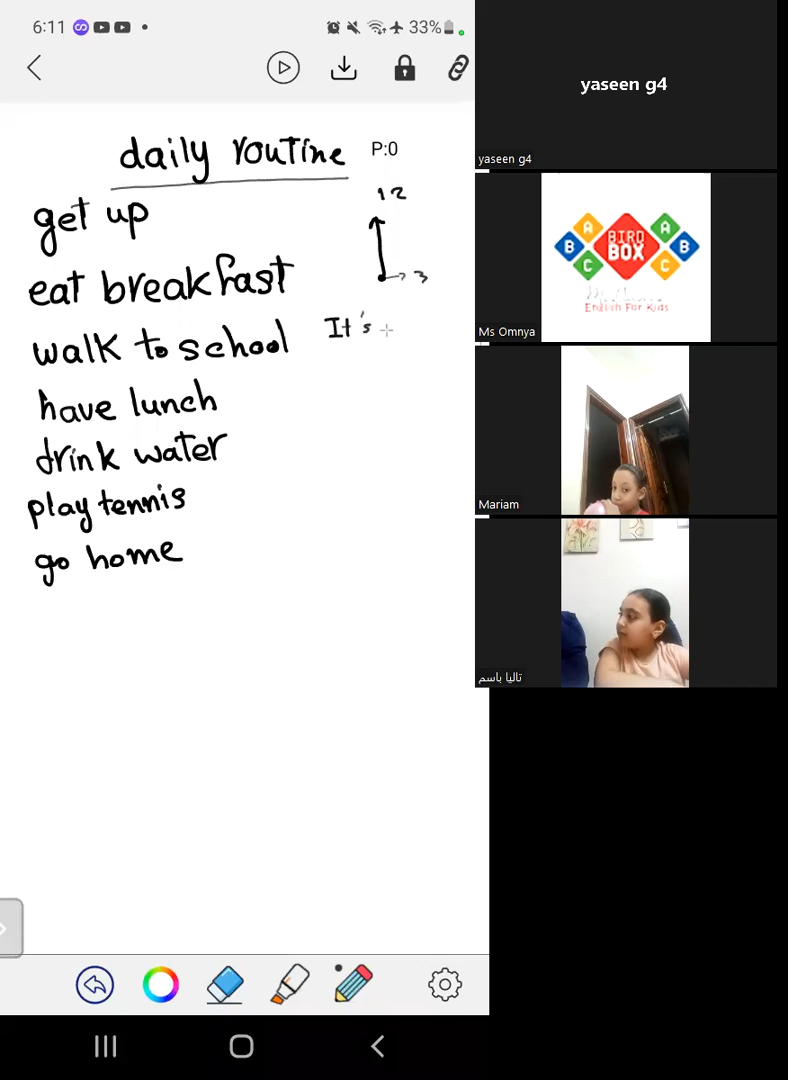 6:11
33%
daily routine
P:0
12
get up
3
eat breakfast
It's
walk to school
have lunch
drink water
play tennis
go home
yaseen g4
yaseen g4
A A
B BIRD BOX B
C C
English For Kids
Ms Omnya
Mariam
تاليا باسم